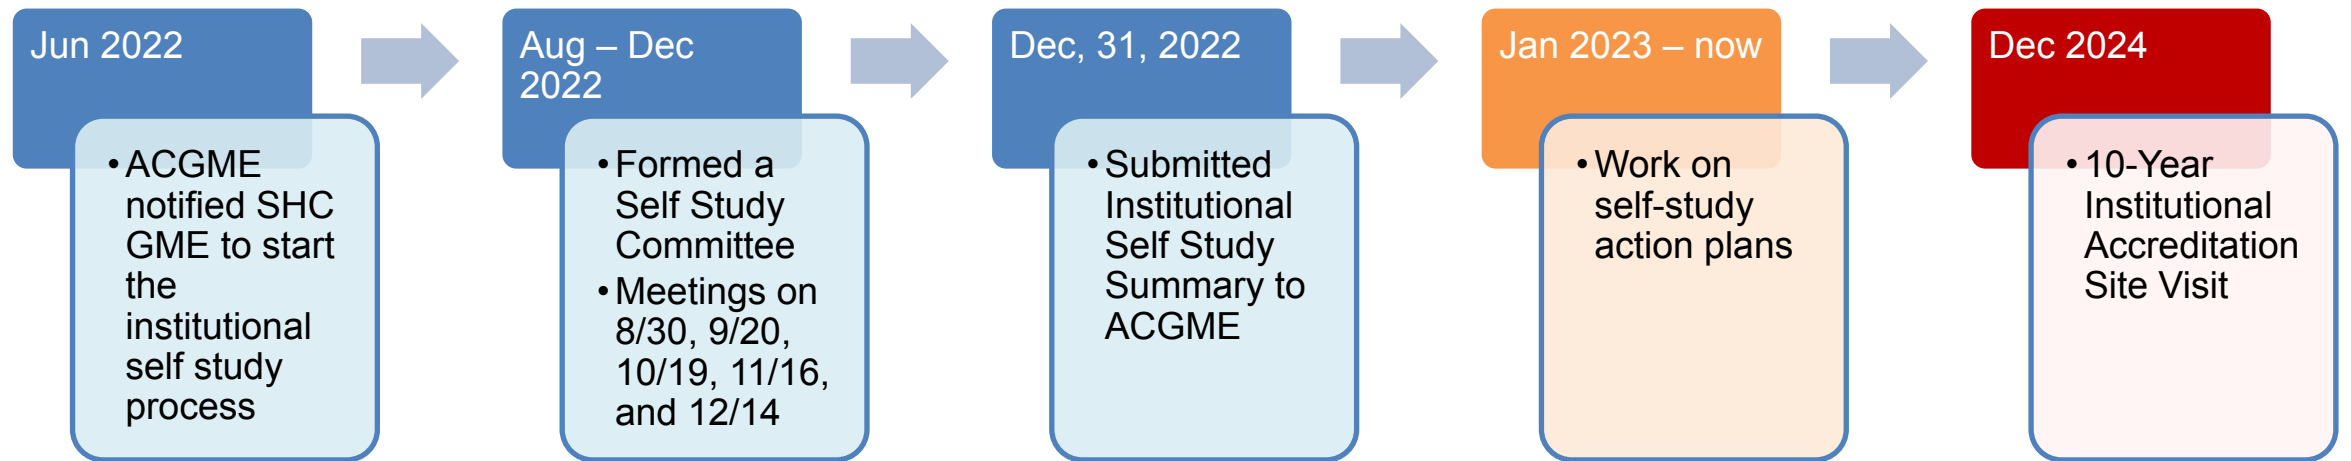 Jun 2022
• ACGME
notified SHC
GME to start
the
institutional
self study
process
Aug – Dec
2022
• Formed a
Self Study
Committee
• Meetings on
8/30, 9/20,
10/19, 11/16,
and 12/14
Dec, 31, 2022
• Submitted
Institutional
Self Study
Summary to
ACGME
Jan 2023 – now
• Work on
self-study
action plans
Dec 2024
• 10-Year
Institutional
Accreditation
Site Visit